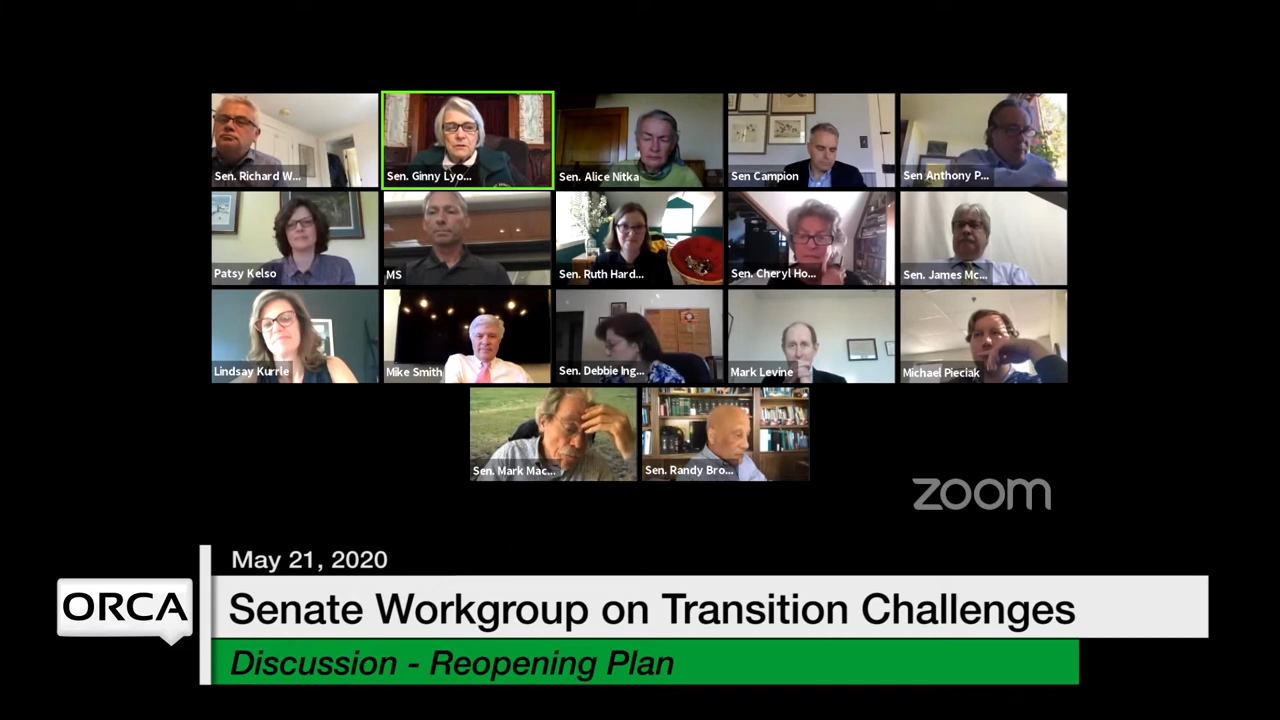 Sen. Richard W...
Sen. Ginny Lyo...
Sen. Alice Nitka
Sen Campion
Sen Anthony P...
Patsy Kelso
MS
Sen. Ruth Hard...
Sen. Cheryl Ho...
Sen. James Mc...
Lindsay Kurrle
Mike Smith
Sen. Debbie Ing...
Mark Levine
Michael Pieciak
Sen. Mark Mac...
Sen. Randy Bro...
zoom
May 21, 2020
ORCA
Senate Workgroup on Transition Challenges
Discussion - Reopening Plan